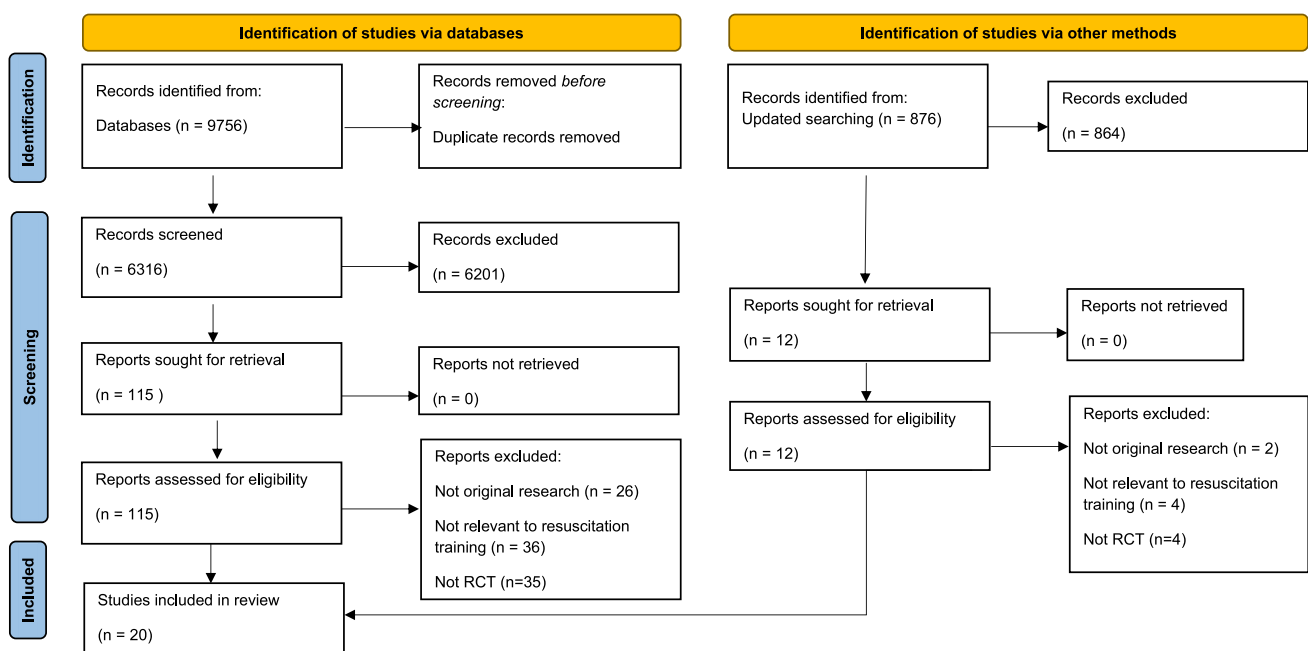 Identification of studies via databases
Identification of studies via other methods
Identification
Records identified from:
Databases (n = 9756)
Records removed before
screening:
Duplicate records removed
Records identified from:
Updated searching (n = 876)
Records excluded
(n = 864)
Screening
Records screened
(n = 6316)
Records excluded
(n = 6201)
Reports sought for retrieval
(n = 115 )
Reports not retrieved
(n = 0)
Reports sought for retrieval
(n = 12)
Reports not retrieved
(n = 0)
Reports assessed for eligibility
(n = 115)
Reports excluded:
Not original research (n = 26)
Not relevant to resuscitation
training (n = 36)
Not RCT (n=35)
Reports assessed for eligibility
(n = 12)
Reports excluded:
Not original research (n = 2)
Not relevant to resuscitation
training (n = 4)
Not RCT (n=4)
Included
Studies included in review
(n = 20)